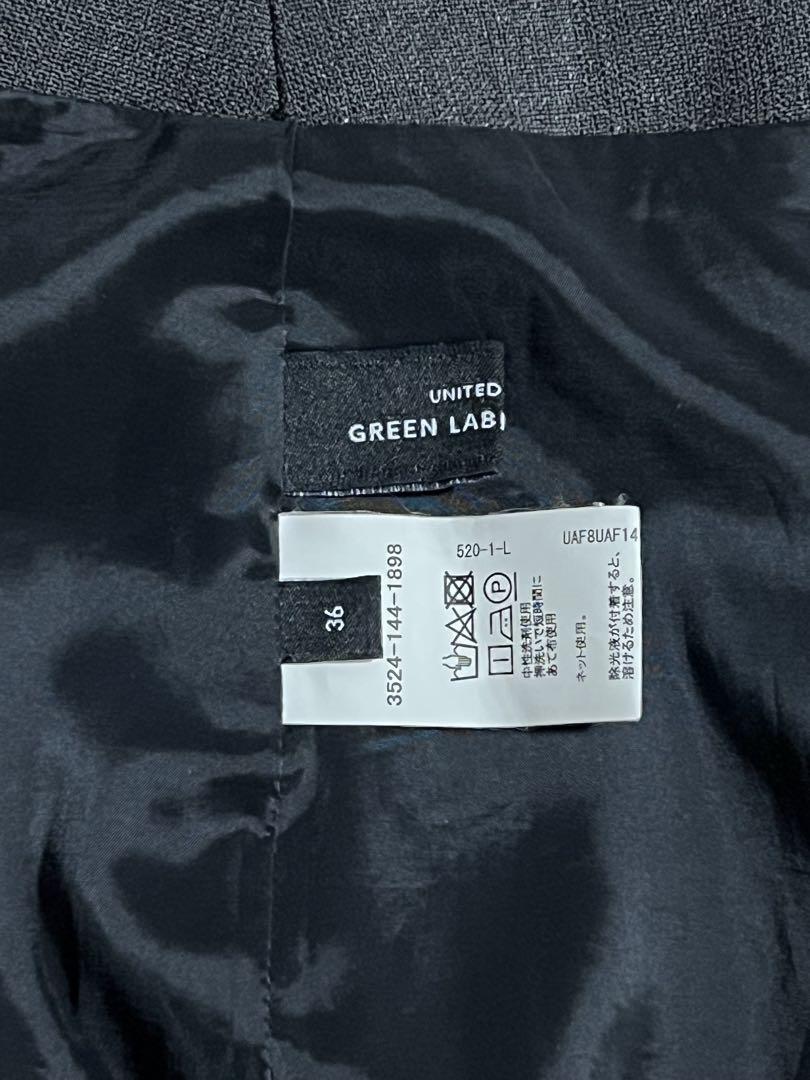 UNITED
GREEN LAB
36
3524-144-1898
520-1-L
UAF8UAF14
P
中性洗剤使用
押洗いで短時間に
あて布使用
ネット使用。
除光液が付着すると、
溶けるため注意。